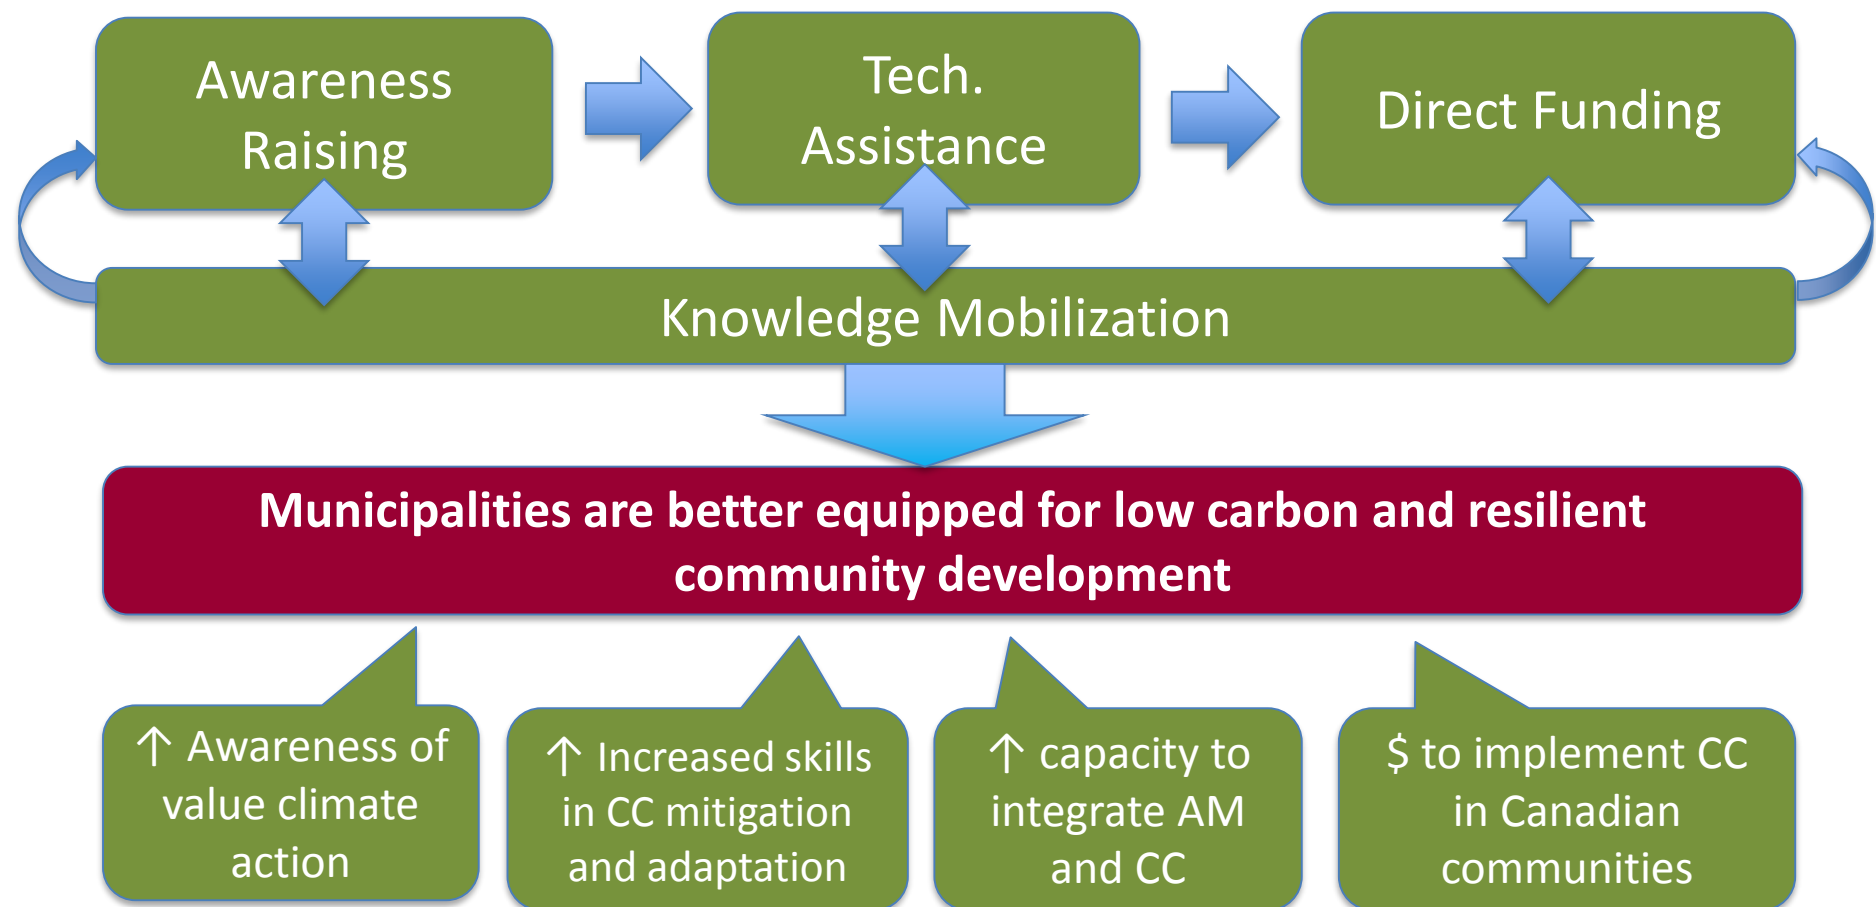 Awareness
Raising
Tech.
Assistance
Direct Funding
Knowledge Mobilization
Municipalities are better equipped for low carbon and resilient
community development
↑ Awareness of
value climate
action
↑ Increased skills
in CC mitigation
and adaptation
↑ capacity to
integrate AM
and CC
$ to implement CC
in Canadian
communities